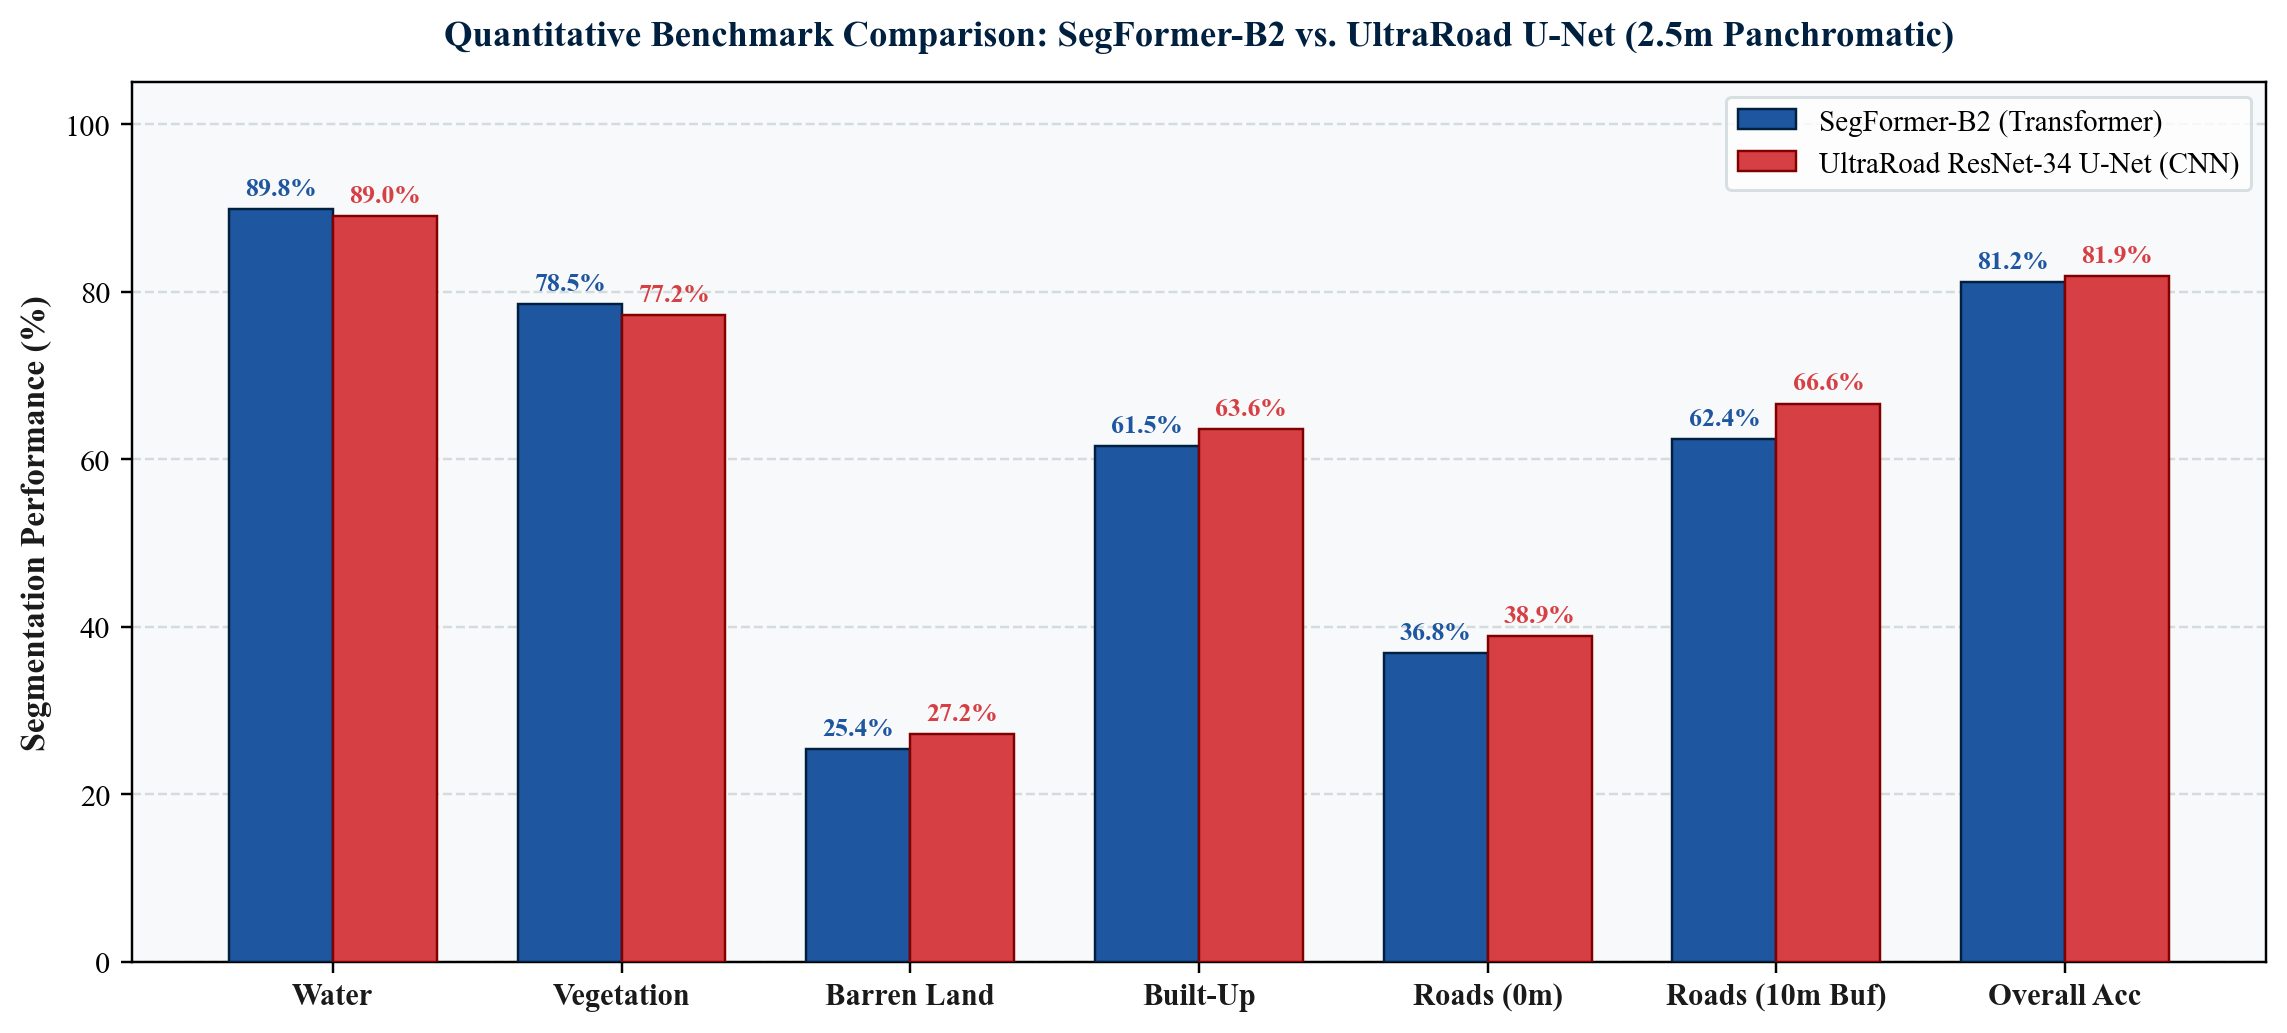 Quantitative Benchmark Comparison: SegFormer-B2 vs. UltraRoad U-Net (2.5m Panchromatic)
SegFormer-B2 (Transformer)
UltraRoad ResNet-34 U-Net (CNN)
Segmentation Performance (%)
100
80
60
40
20
0
89.8%
89.0%
78.5%
77.2%
25.4%
27.2%
61.5%
63.6%
36.8%
38.9%
62.4%
66.6%
81.2%
81.9%
Water
Vegetation
Barren Land
Built-Up
Roads (0m)
Roads (10m Buf)
Overall Acc